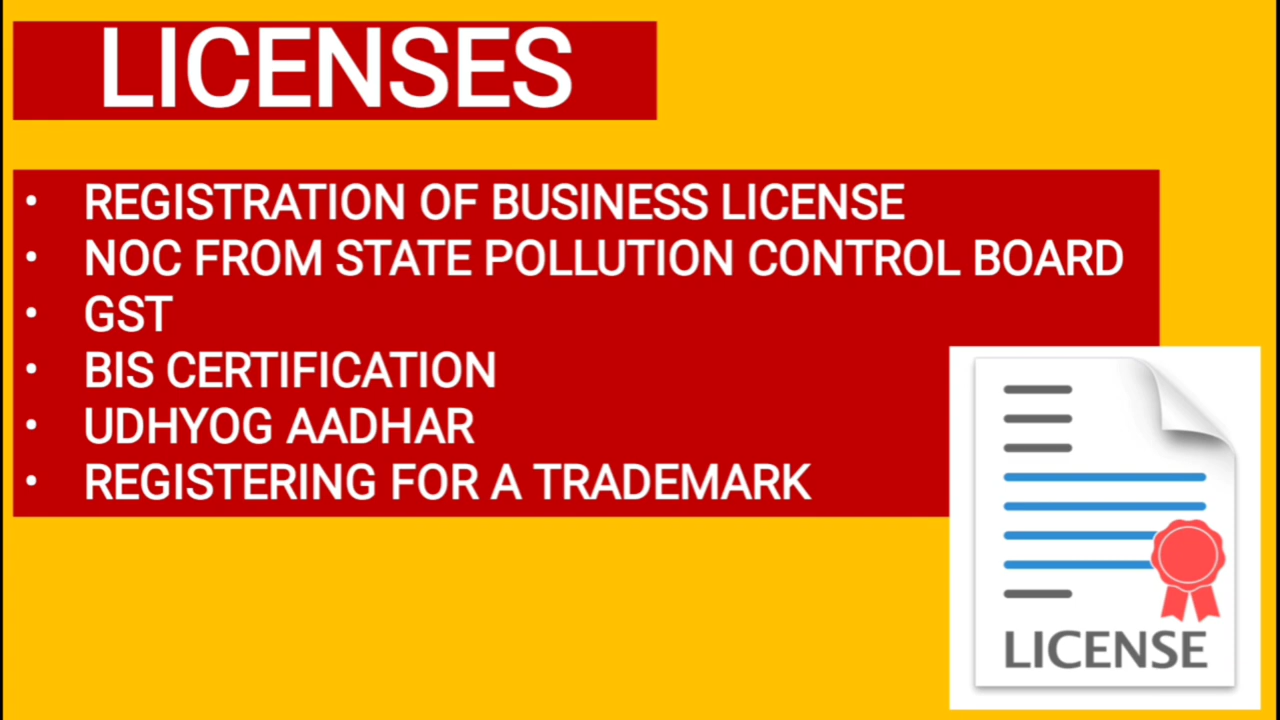 LICENSES
• REGISTRATION OF BUSINESS LICENSE
• NOC FROM STATE POLLUTION CONTROL BOARD
• GST
• BIS CERTIFICATION
• UDHYOG AADHAR
• REGISTERING FOR A TRADEMARK
LICENSE